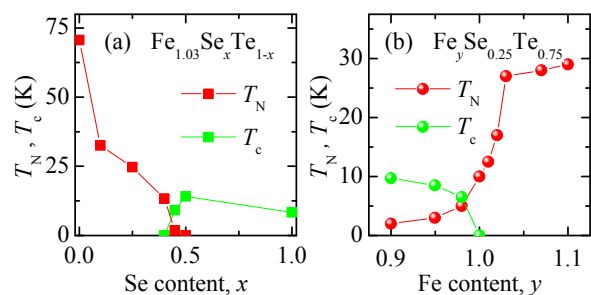 (a) Fe1.03SexTe1-x
TN
Tc
TN , Tc (K)
75
50
25
0
0.0 0.5 1.0
Se content, x
(b) FeySe0.25Te0.75
TN
Tc
TN , Tc (K)
30
20
10
0
0.9 1.0 1.1
Fe content, y